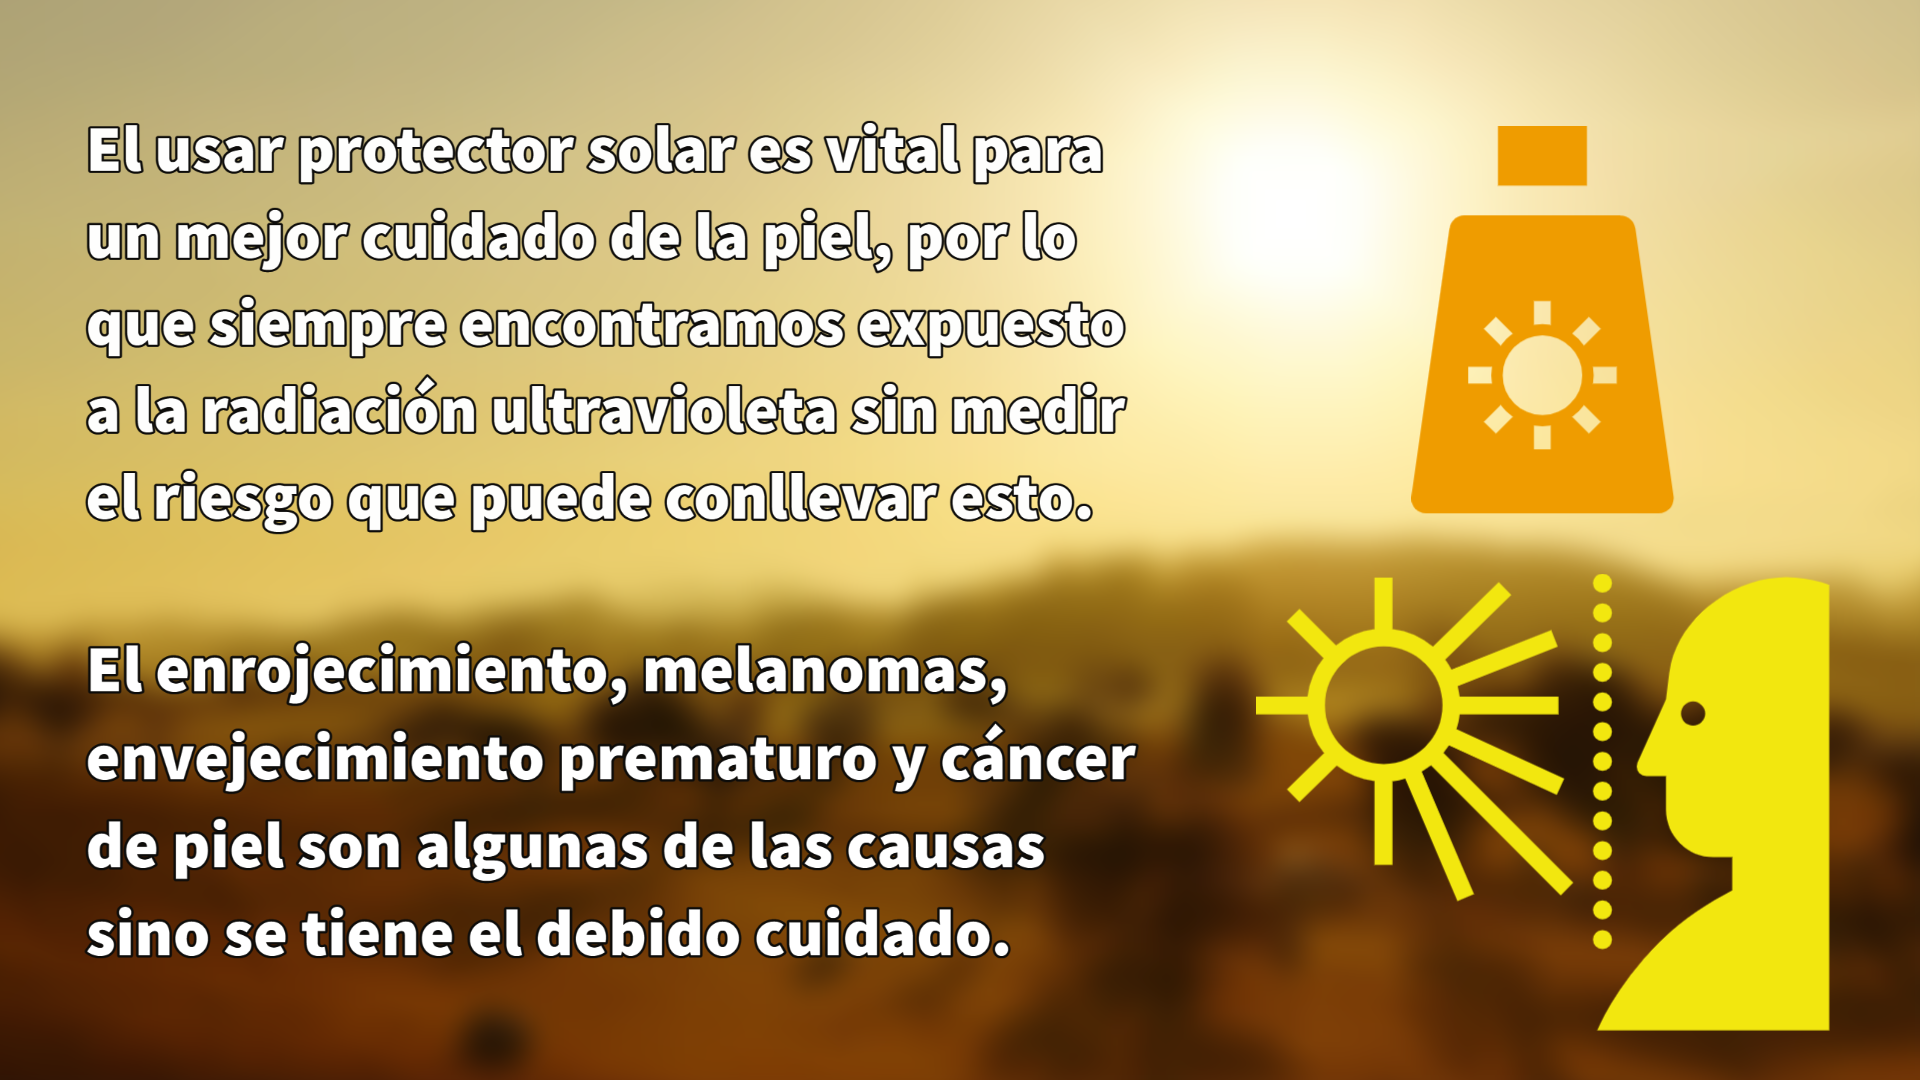 El usar protector solar es vital para
un mejor cuidado de la piel, por lo
que siempre encontramos expuesto
a la radiación ultravioleta sin medir
el riesgo que puede conllevar esto.
El enrojecimiento, melanomas,
envejecimiento prematuro y cáncer
de piel son algunas de las causas
sino se tiene el debido cuidado.